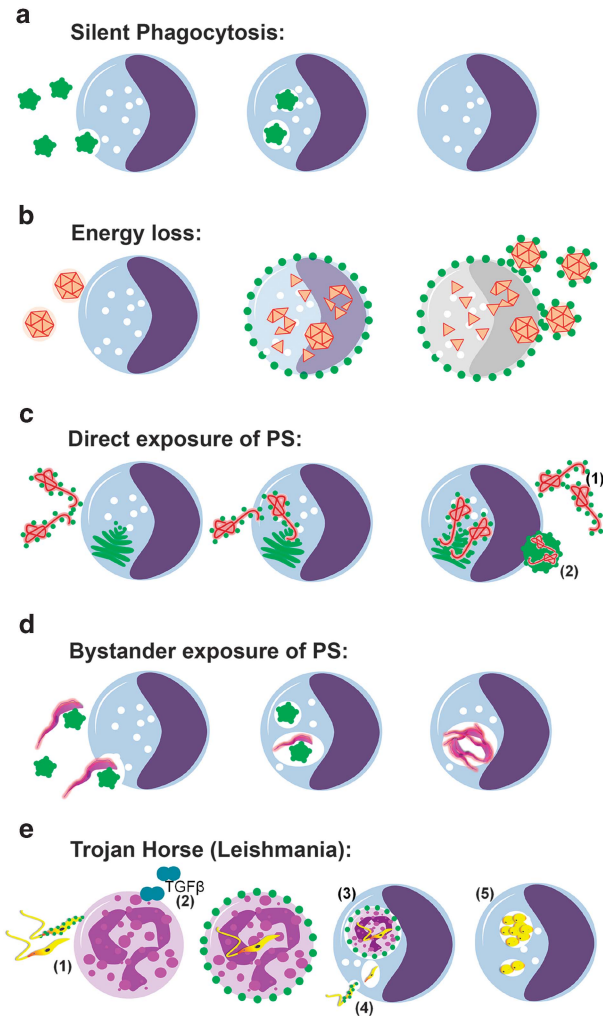 a
Silent Phagocytosis:
b
Energy loss:
c
Direct exposure of PS:
(1)
(2)
d
Bystander exposure of PS:
e
Trojan Horse (Leishmania):
TGFβ
(2)
(3)
(5)
(1)
(4)